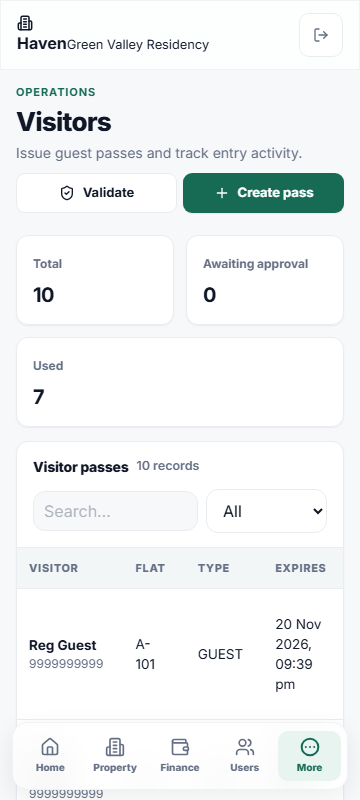 HavenGreen Valley Residency
OPERATIONS
Visitors
Issue guest passes and track entry activity.
Validate
Create pass
Total
10
Awaiting approval
0
Used
7
Visitor passes 10 records
Search...
All
VISITOR FLAT TYPE EXPIRES
Reg Guest
9999999999
A-
101
GUEST
20 Nov
2026,
09:39
pm
Home
Property
Finance
Users
More
9999999999